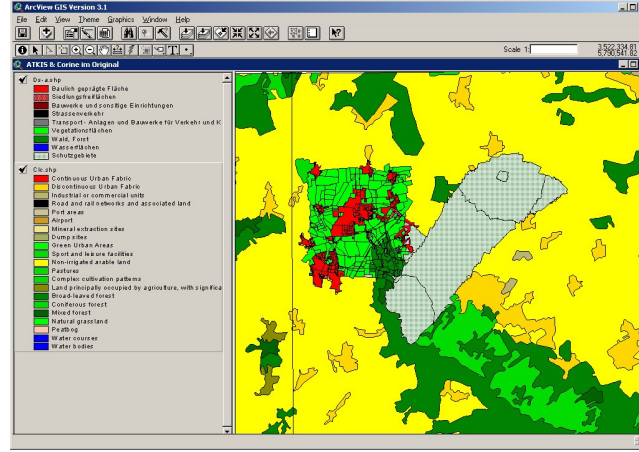 ArcView GIS Version 3.1
File Edit View Theme Graphics Window Help
Scale 1:
3,522,334.81
5,790,541.82
ATKIS & Corine im Original
Ds-a.shp
Baulich geprägte Fläche
Siedlungsfreiflächen
Bauwerke und sonstige Einrichtungen
Strassenverkehr
Transport- Anlagen und Bauwerke für Verkehr und K
Vegetationsflächen
Wald, Forst
Wasserflächen
Schutzgebiete
Clc.shp
Continuous Urban Fabric
Discontinuous Urban Fabric
Industrial or commercial units
Road and rail networks and associated land
Port areas
Airport
Mineral extraction sites
Dump sites
Green Urban Areas
Sport and leisure facilities
Non-irrigated arable land
Pastures
Complex cultivation patterns
Land principally occupied by agriculture, with significa
Broad-leaved forest
Coniferous forest
Mixed forest
Natural grassland
Peatbog
Water courses
Water bodies